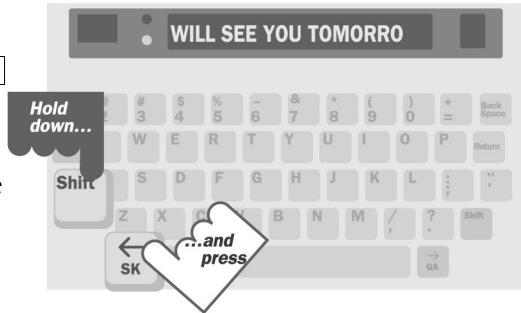 WILL SEE YOU TOMORRO
Hold
down...
# $ % – & * ( ) + Back
3 4 5 6 7 8 9 0 = Space
W E R T Y U I O P Return
Shift S D F G H J K L ; : ' "
Z X C V B N M / , ? . Shift
← SK
...and
press
→ GA